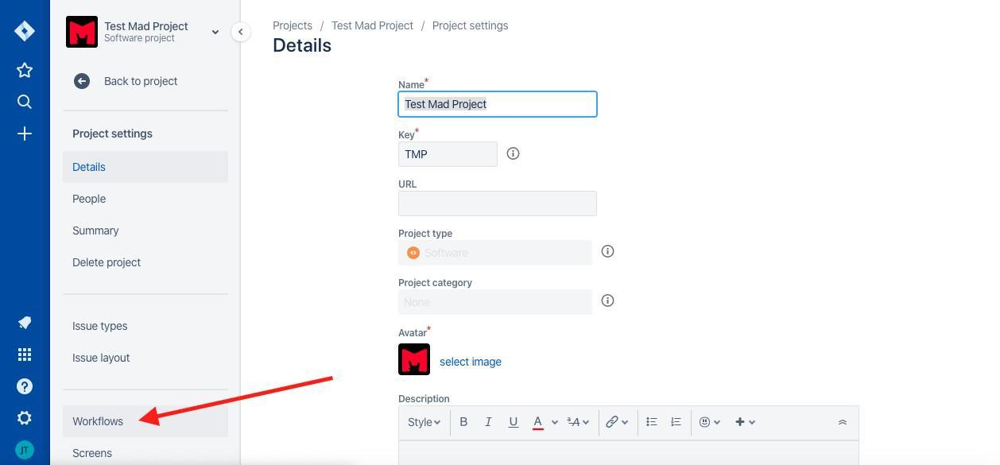 Test Mad Project
Software project
Back to project
Project settings
Details
People
Summary
Delete project
Issue types
Issue layout
Workflows
Screens
JT
Projects / Test Mad Project / Project settings
Details
Name*
Test Mad Project
Key*
TMP
URL
Project type
Software
Project category
None
Avatar*
select image
Description
Style B I U A ªA